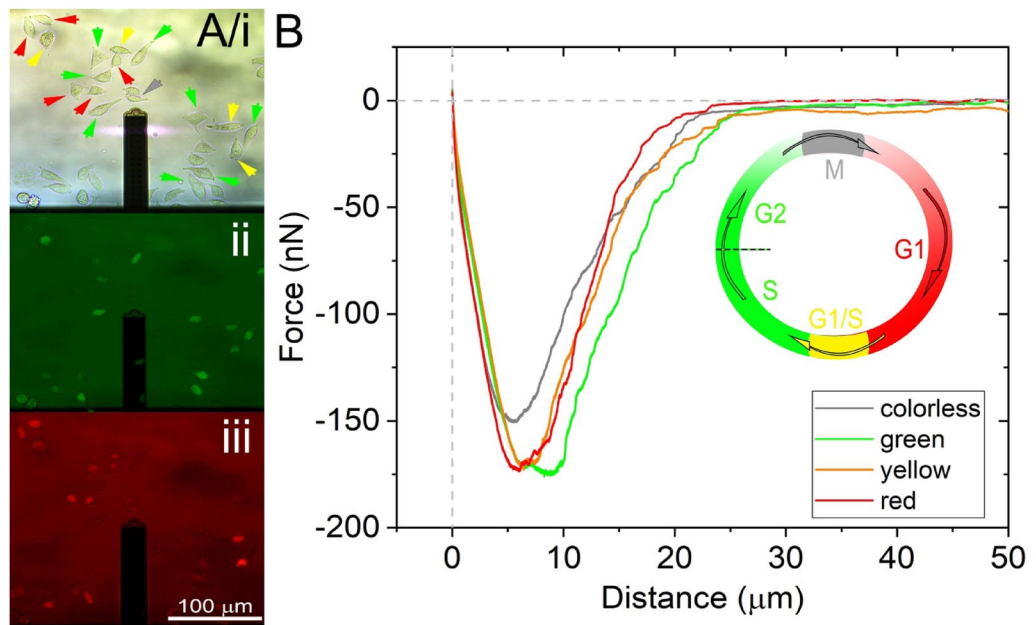 A/i
ii
iii
100 μm
B
Force (nN)
0
-50
-100
-150
-200
0
10
20
30
40
50
Distance (μm)
M
G2
G1
S
G1/S
colorless
green
yellow
red